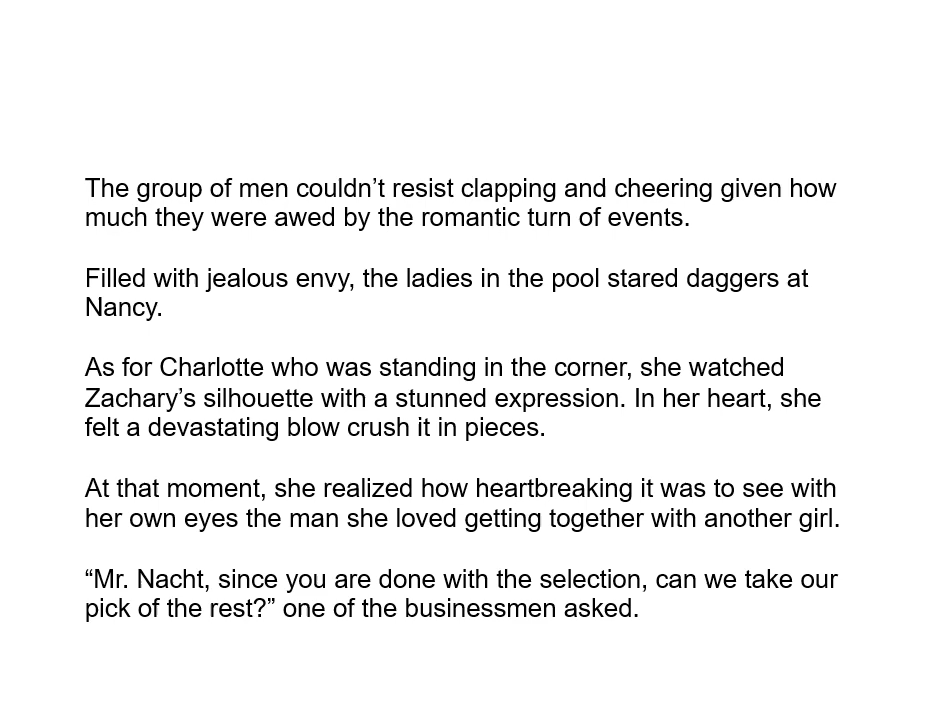 The group of men couldn’t resist clapping and cheering given how
much they were awed by the romantic turn of events.
Filled with jealous envy, the ladies in the pool stared daggers at
Nancy.
As for Charlotte who was standing in the corner, she watched
Zachary’s silhouette with a stunned expression. In her heart, she
felt a devastating blow crush it in pieces.
At that moment, she realized how heartbreaking it was to see with
her own eyes the man she loved getting together with another girl.
“Mr. Nacht, since you are done with the selection, can we take our
pick of the rest?” one of the businessmen asked.